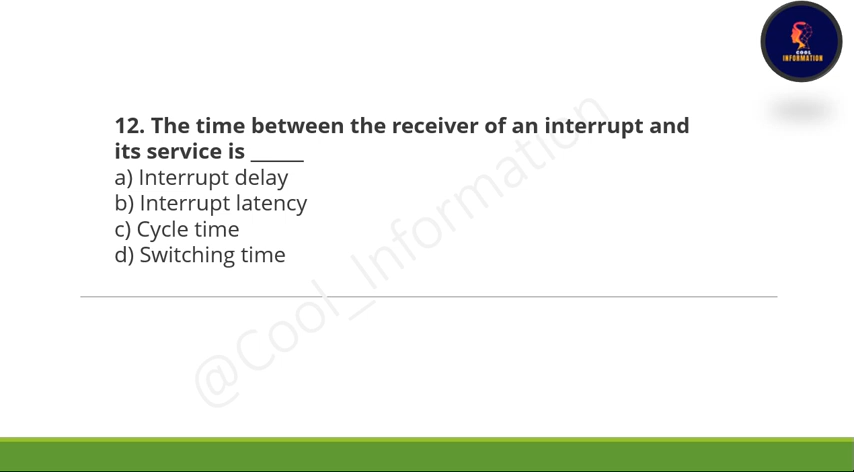 COOL
INFORMATION
12. The time between the receiver of an interrupt and
its service is _____
a) Interrupt delay
b) Interrupt latency
c) Cycle time
d) Switching time
@Cool_Information